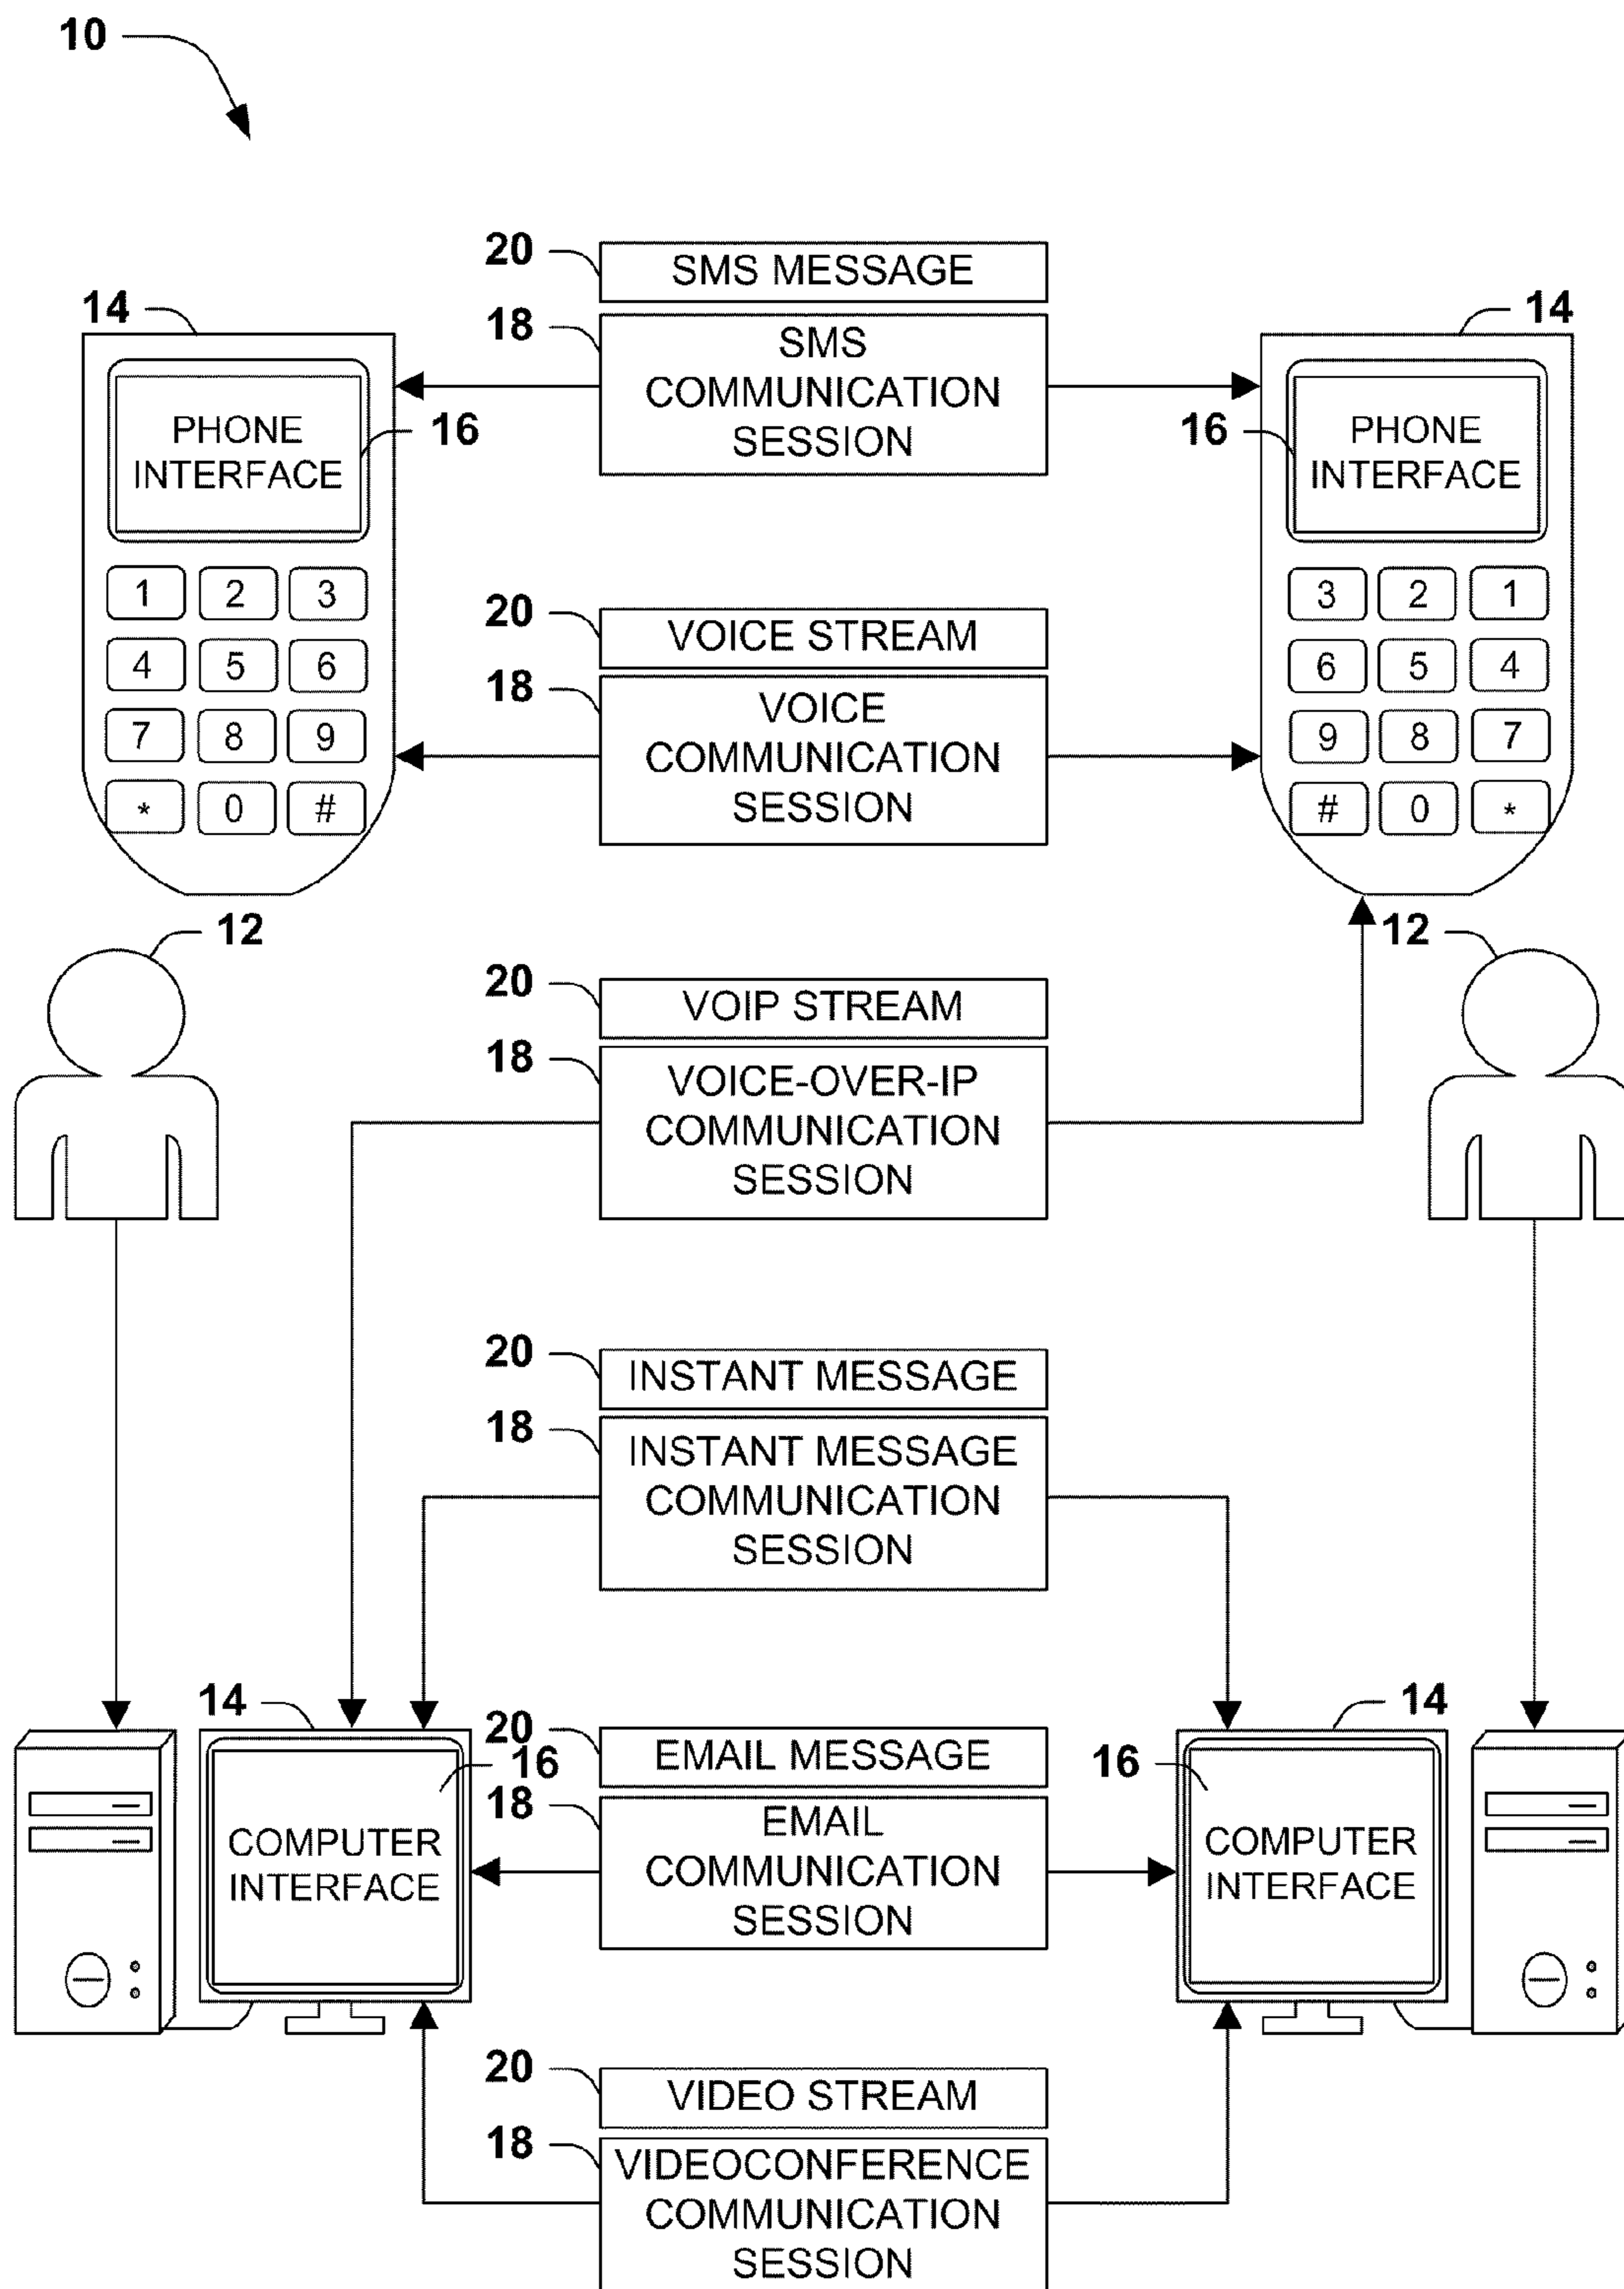 10
20
SMS MESSAGE
14
18
SMS
COMMUNICATION
SESSION
14
PHONE
INTERFACE
16
16
PHONE
INTERFACE
1 2 3
4 5 6
7 8 9
* 0 #
20
VOICE STREAM
18
VOICE
COMMUNICATION
SESSION
3 2 1
6 5 4
9 8 7
# 0 *
12
12
20
VOIP STREAM
18
VOICE-OVER-IP
COMMUNICATION
SESSION
20
INSTANT MESSAGE
18
INSTANT MESSAGE
COMMUNICATION
SESSION
14
14
20
EMAIL MESSAGE
16
16
18
EMAIL
COMMUNICATION
SESSION
COMPUTER
INTERFACE
COMPUTER
INTERFACE
20
VIDEO STREAM
18
VIDEOCONFERENCE
COMMUNICATION
SESSION